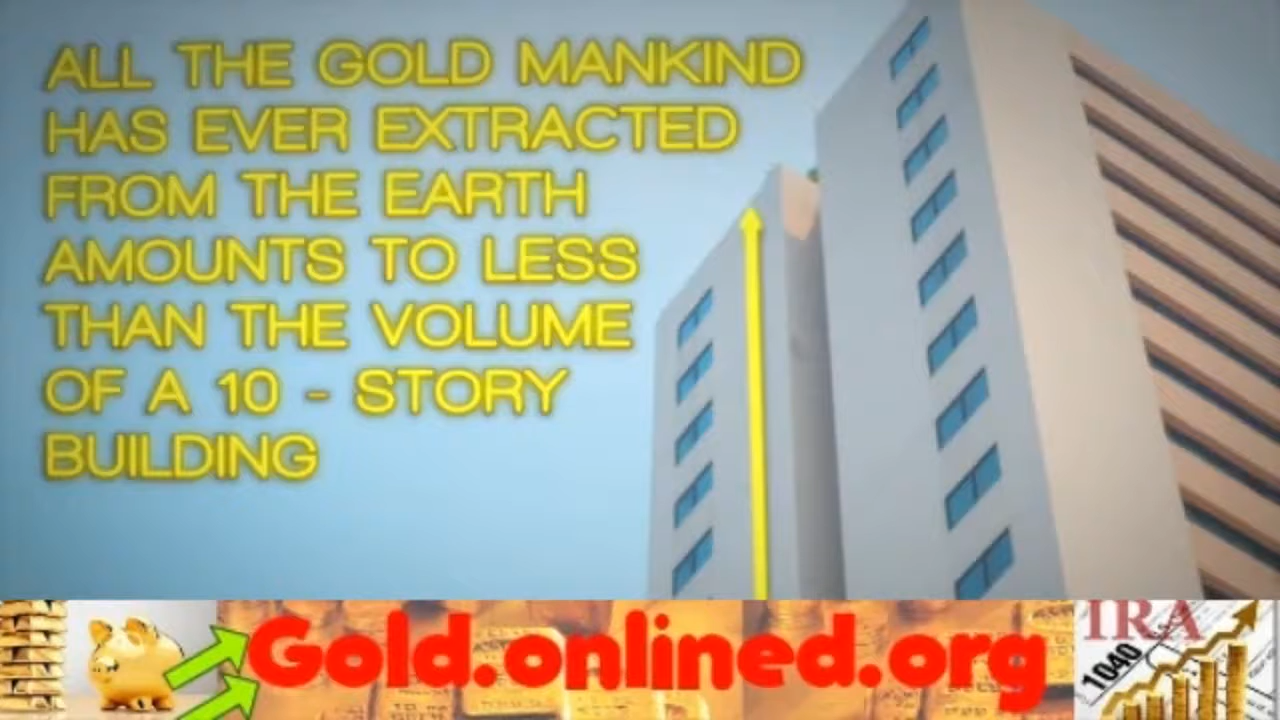 ALL THE GOLD MANKIND
HAS EVER EXTRACTED
FROM THE EARTH
AMOUNTS TO LESS
THAN THE VOLUME
OF A 10 - STORY
BUILDING
Gold.onlined.org
IRA
1040